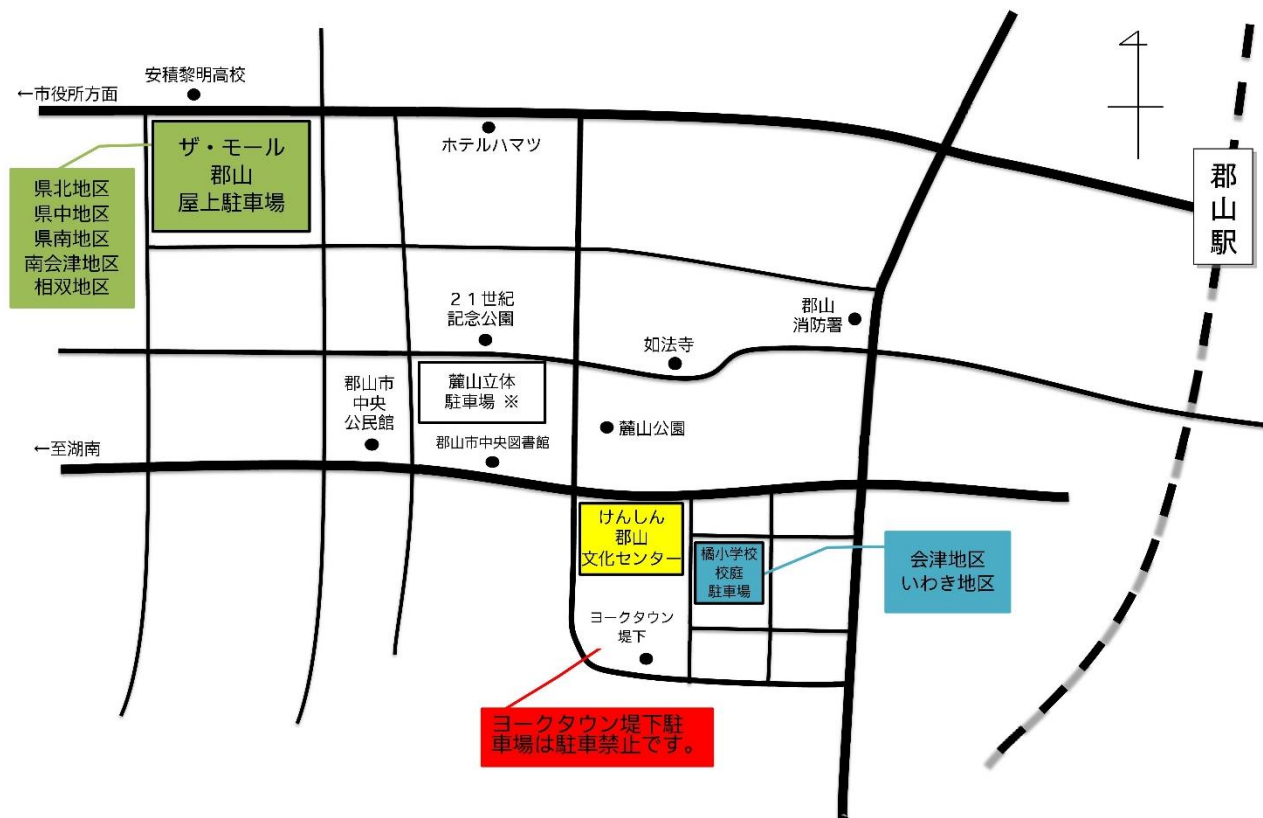 安積黎明高校
←市役所方面
ザ・モール
郡山
屋上駐車場
ホテルハマツ
郡山駅
県北地区
県中地区
県南地区
南会津地区
相双地区
21世紀
記念公園
郡山
消防署
如法寺
麓山立体
駐車場 ※
郡山市
中央
公民館
麓山公園
郡山市中央図書館
←至湖南
けんしん
郡山
文化センター
橘小学校
校庭
駐車場
会津地区
いわき地区
ヨークタウン
堤下
ヨークタウン堤下駐
車場は駐車禁止です。